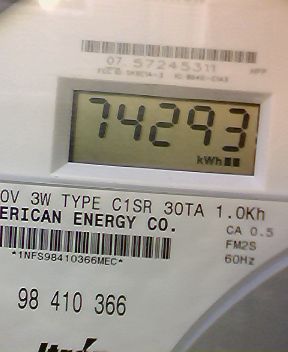 07 57245311
74293
kWh
0V 3W TYPE C1SR 30TA 1.0Kh
ERICAN ENERGY CO.
CA 0.5
FM2S
60Hz
*1NFS98410366MEC*
98 410 366
Itrón